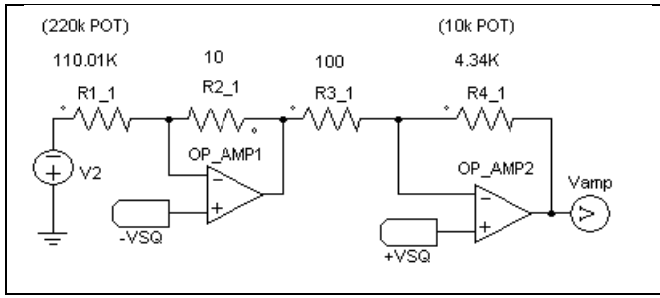 (220k POT)
(10k POT)
110.01K
10
100
4.34K
R1_1
R2_1
R3_1
R4_1
OP_AMP1
OP_AMP2
V2
Vamp
-VSQ
+VSQ